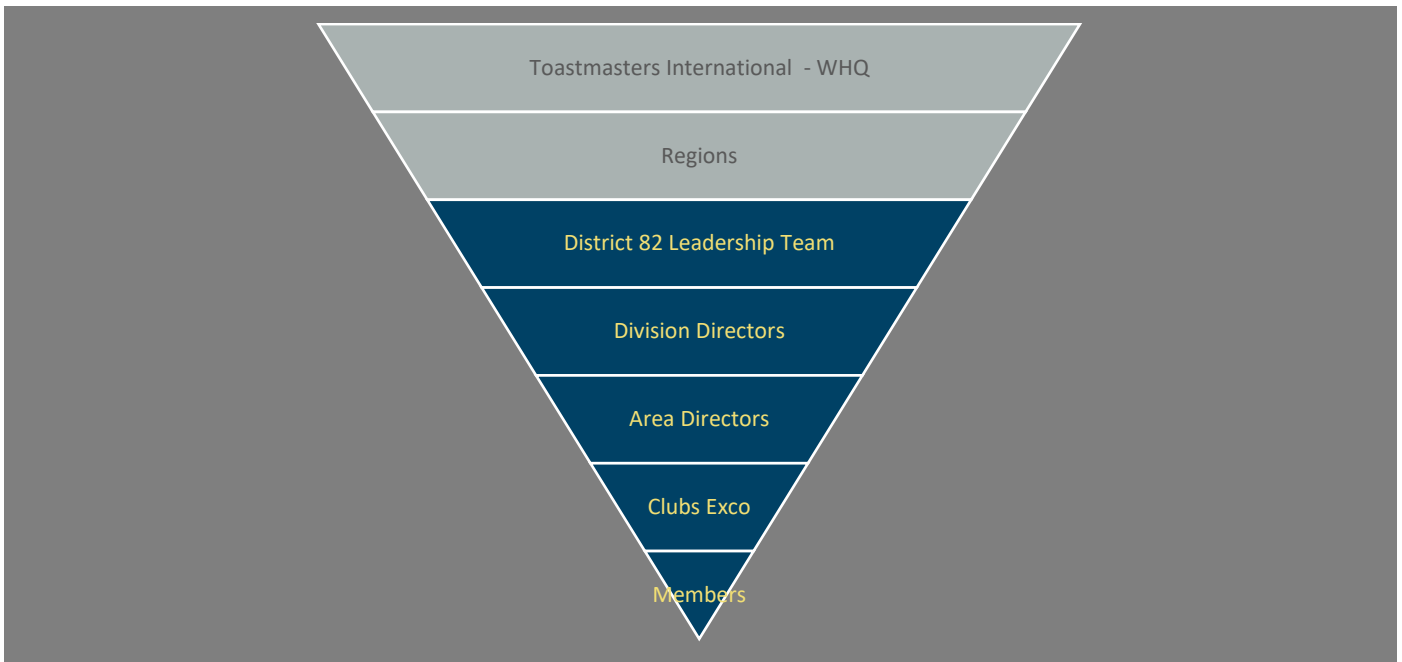 Toastmasters International  - WHQ
Regions
District 82 Leadership Team
Division Directors
Area Directors
Clubs Exco
Members